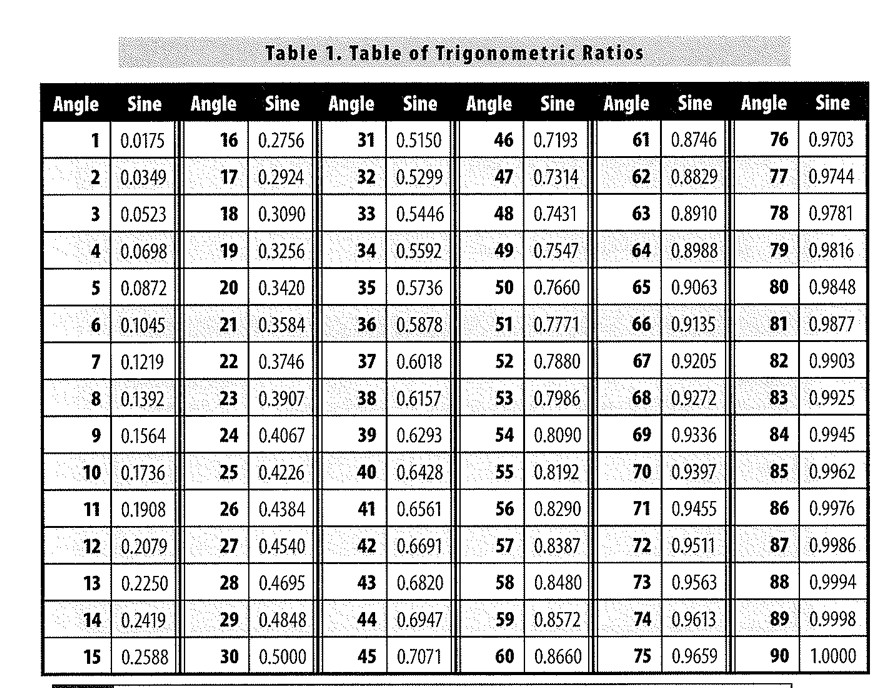 Table 1. Table of Trigonometric Ratios
Angle Sine Angle Sine Angle Sine Angle Sine Angle Sine Angle Sine
1 0.0175 16 0.2756 31 0.5150 46 0.7193 61 0.8746 76 0.9703
2 0.0349 17 0.2924 32 0.5299 47 0.7314 62 0.8829 77 0.9744
3 0.0523 18 0.3090 33 0.5446 48 0.7431 63 0.8910 78 0.9781
4 0.0698 19 0.3256 34 0.5592 49 0.7547 64 0.8988 79 0.9816
5 0.0872 20 0.3420 35 0.5736 50 0.7660 65 0.9063 80 0.9848
6 0.1045 21 0.3584 36 0.5878 51 0.7771 66 0.9135 81 0.9877
7 0.1219 22 0.3746 37 0.6018 52 0.7880 67 0.9205 82 0.9903
8 0.1392 23 0.3907 38 0.6157 53 0.7986 68 0.9272 83 0.9925
9 0.1564 24 0.4067 39 0.6293 54 0.8090 69 0.9336 84 0.9945
10 0.1736 25 0.4226 40 0.6428 55 0.8192 70 0.9397 85 0.9962
11 0.1908 26 0.4384 41 0.6561 56 0.8290 71 0.9455 86 0.9976
12 0.2079 27 0.4540 42 0.6691 57 0.8387 72 0.9511 87 0.9986
13 0.2250 28 0.4695 43 0.6820 58 0.8480 73 0.9563 88 0.9994
14 0.2419 29 0.4848 44 0.6947 59 0.8572 74 0.9613 89 0.9998
15 0.2588 30 0.5000 45 0.7071 60 0.8660 75 0.9659 90 1.0000